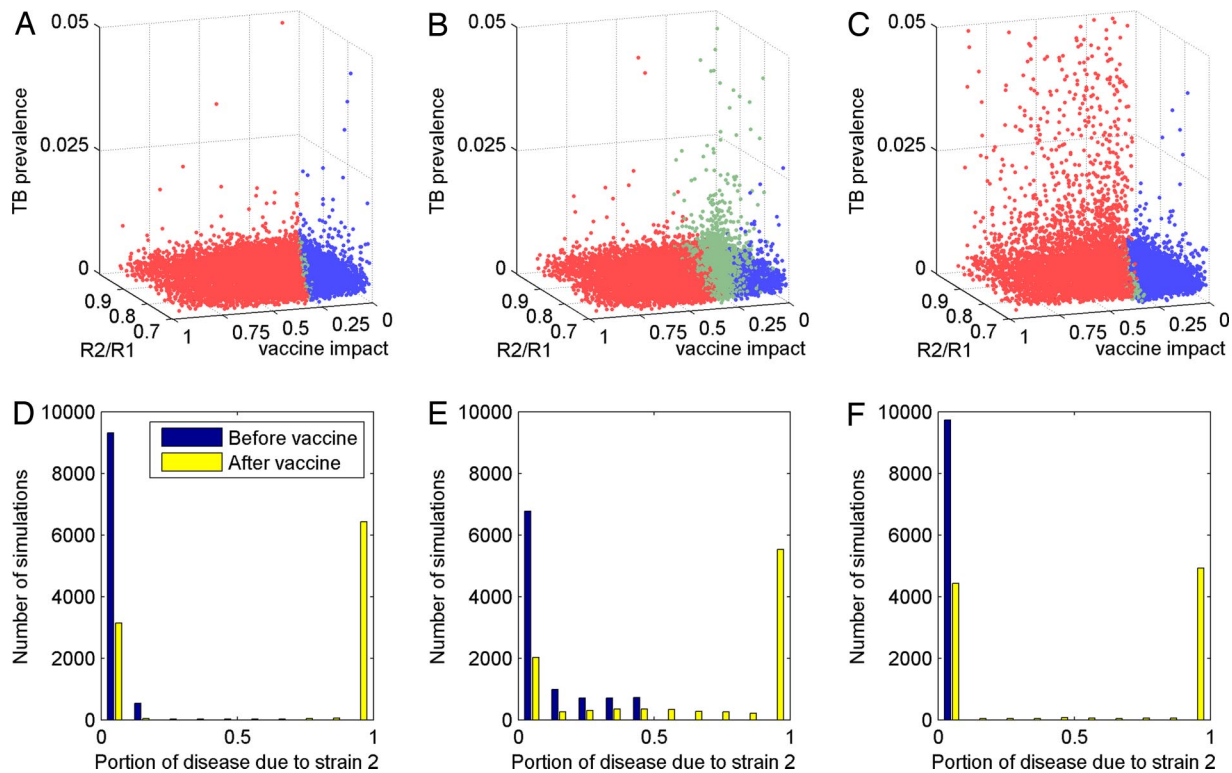 A
0.05
0.025
0
TB prevalence
0.9
0.8
0.7
R2/R1
1
0.75
0.5
0.25
0
vaccine impact
B
0.05
0.025
0
TB prevalence
0.9
0.8
0.7
R2/R1
1
0.75
0.5
0.25
0
vaccine impact
C
0.05
0.025
0
TB prevalence
0.9
0.8
0.7
R2/R1
1
0.75
0.5
0.25
0
vaccine impact
D
10000
8000
6000
4000
2000
0
Number of simulations
Before vaccine
After vaccine
0
0.5
1
Portion of disease due to strain 2
E
10000
8000
6000
4000
2000
0
Number of simulations
0
0.5
1
Portion of disease due to strain 2
F
10000
8000
6000
4000
2000
0
Number of simulations
0
0.5
1
Portion of disease due to strain 2